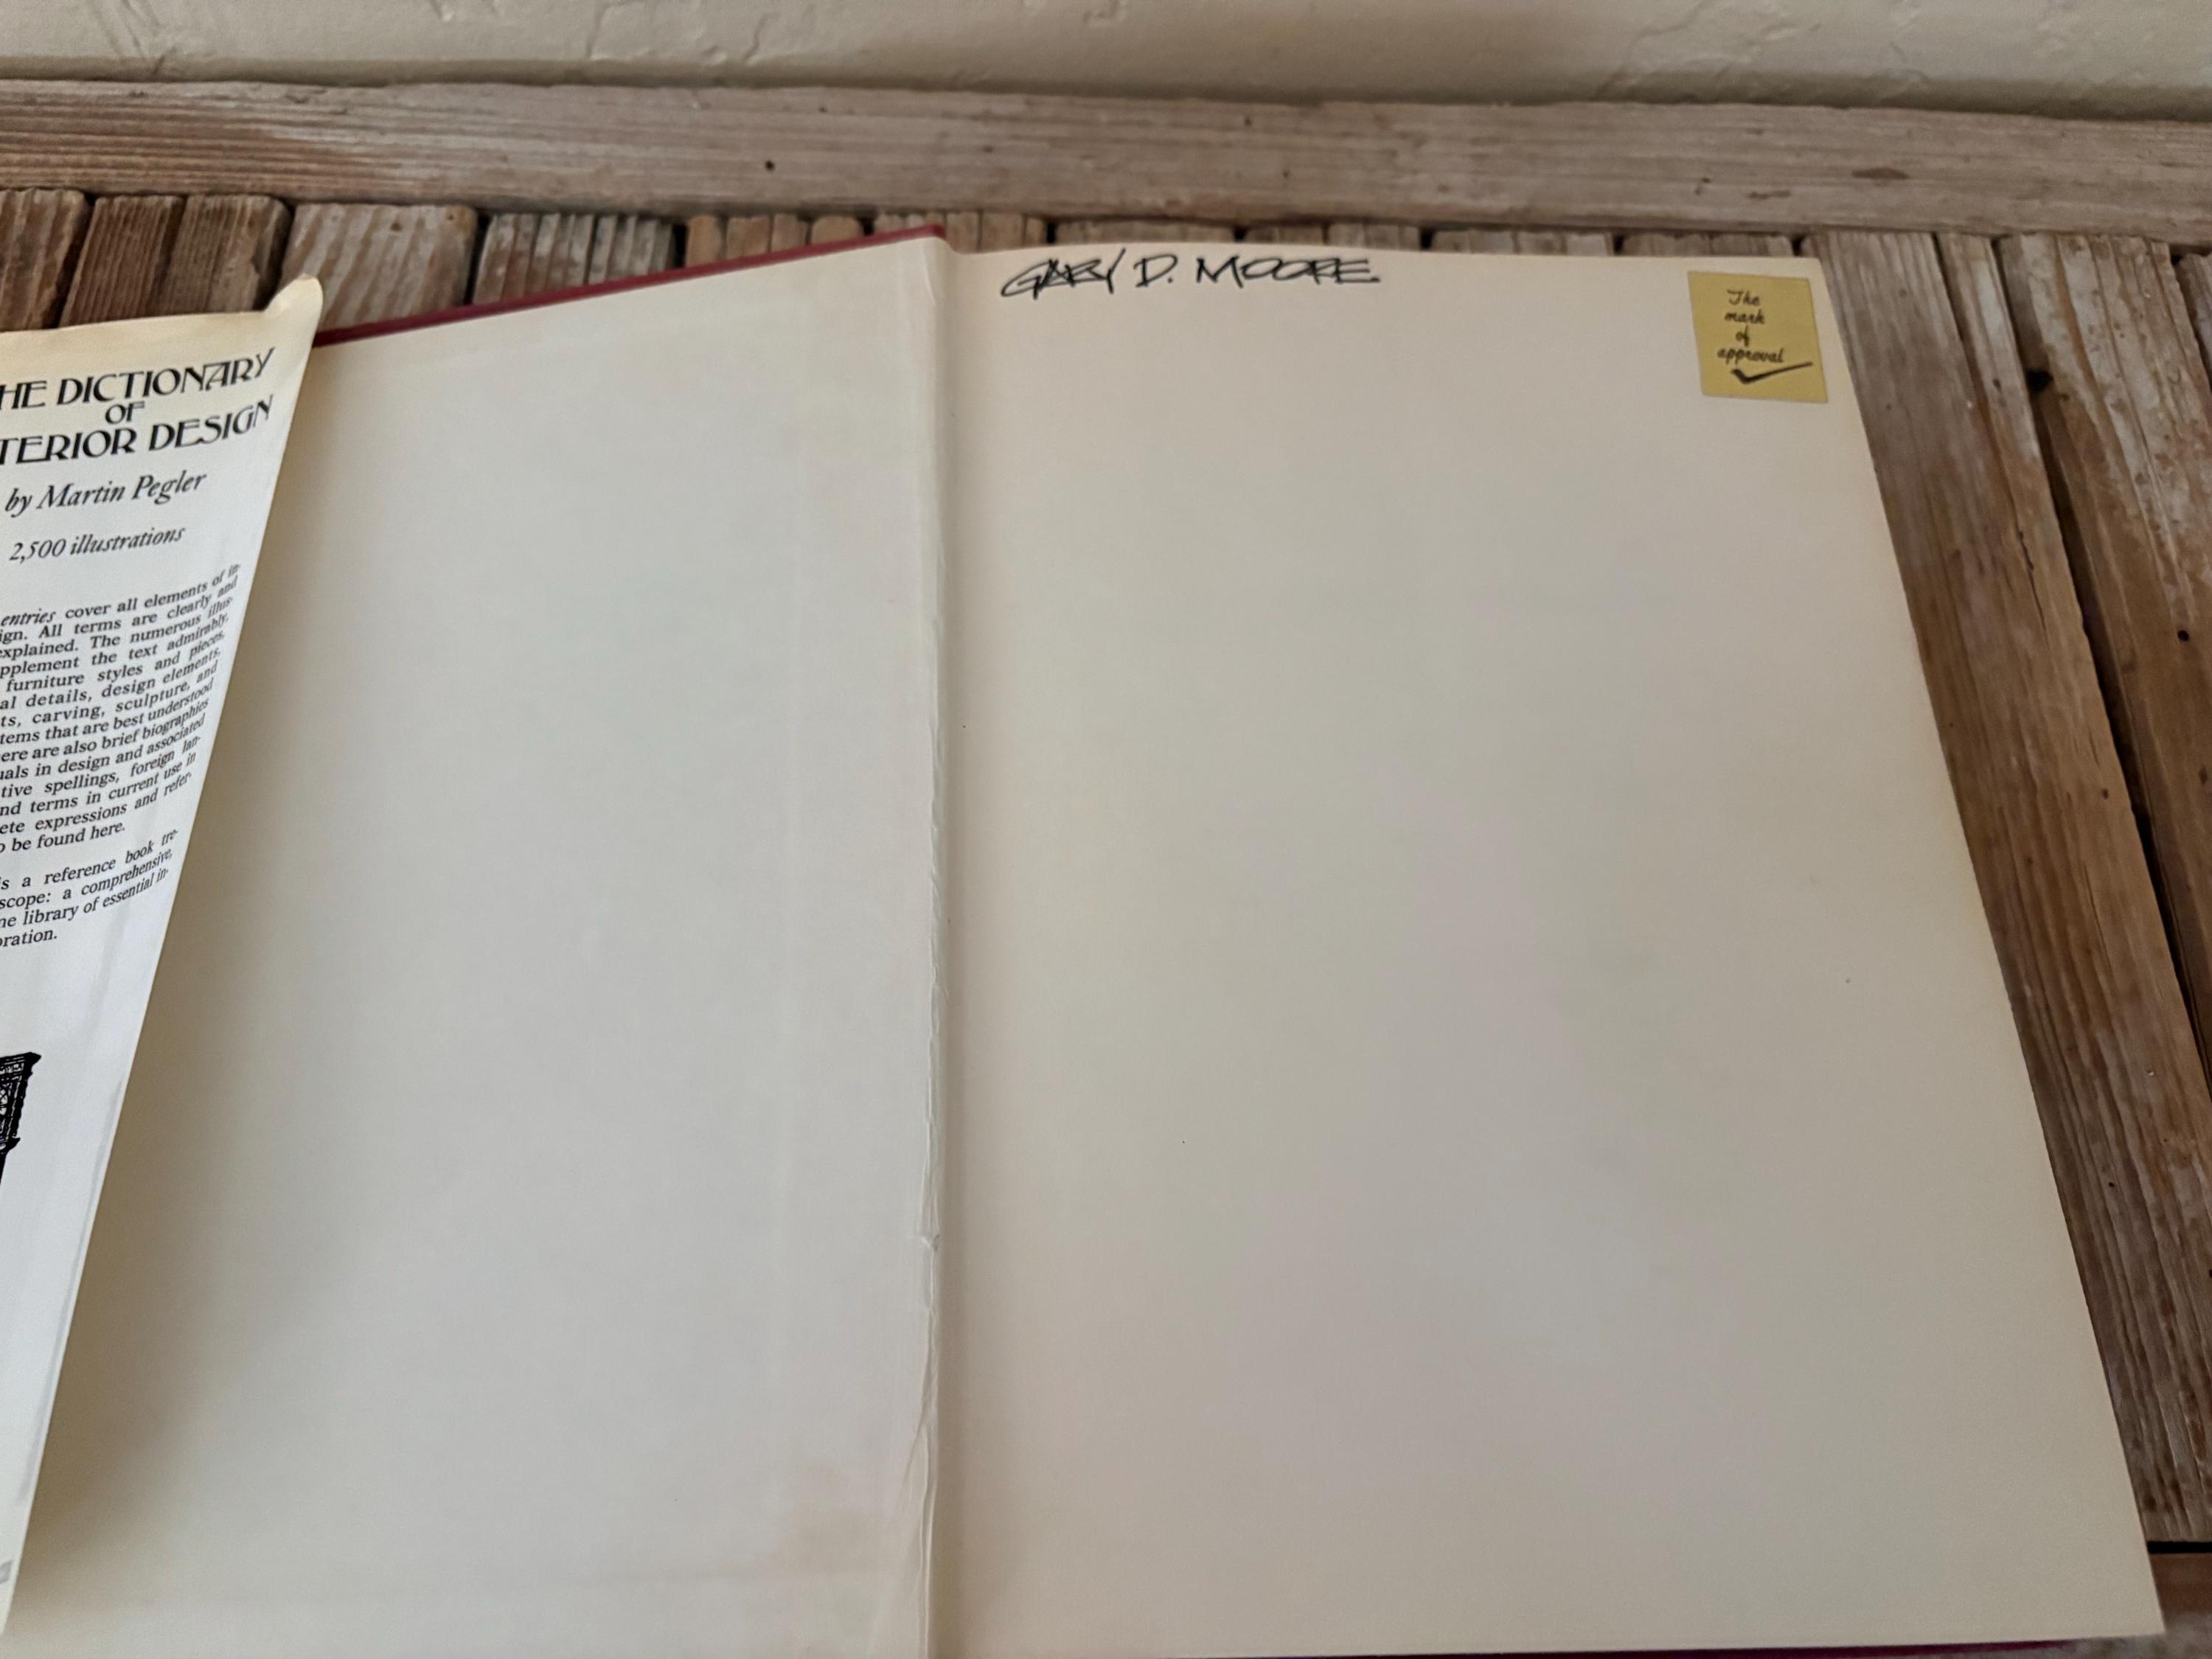 HE DICTIONARY
OF
TERIOR DESIGN
by Martin Pegler
2,500 illustrations
entries cover all elements of in-
ign. All terms are clearly and
explained. The numerous illus-
pplement the text admirably,
furniture styles and pieces,
al details, design elements,
ts, carving, sculpture, and
tems that are best understood
ere are also brief biographies
uals in design and associated
tive spellings, foreign lan-
nd terms in current use in
ete expressions and refer-
o be found here.
is a reference book tre-
scope: a comprehensive,
ne library of essential in-
oration.
GARY D. MOORE
The
mark
of
approval